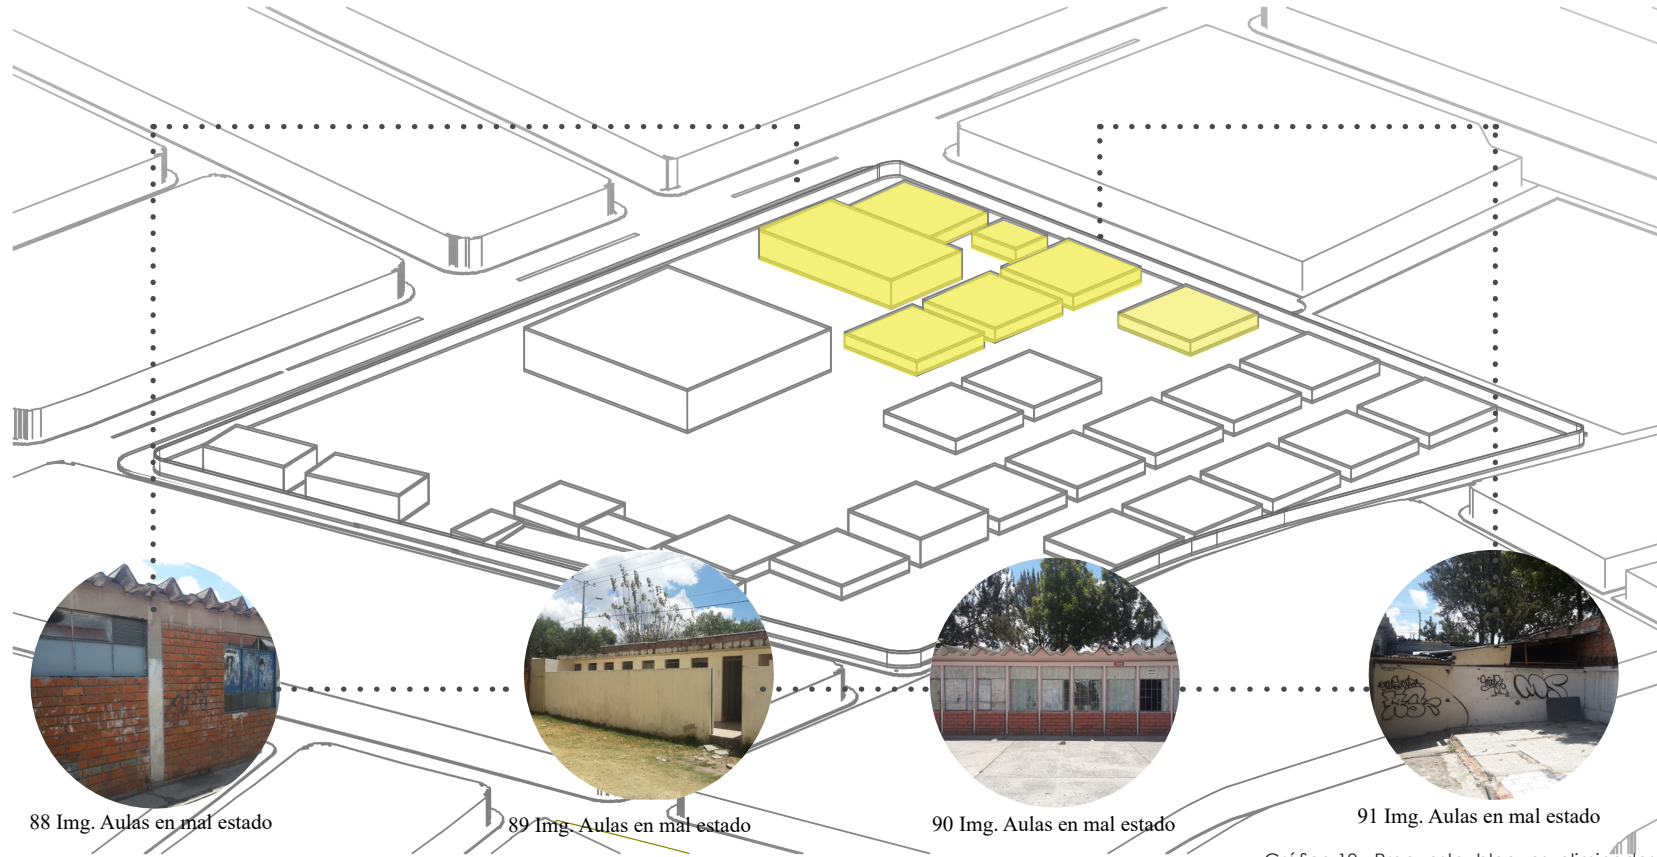 88 Img. Aulas en mal estado
89 Img. Aulas en mal estado
90 Img. Aulas en mal estado
91 Img. Aulas en mal estado